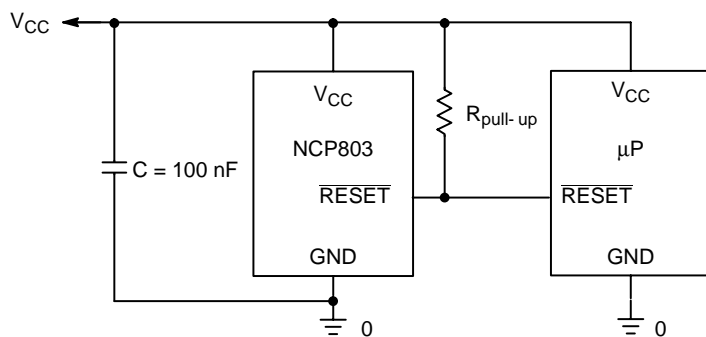 VCC
VCC
NCP803
RESET
GND
C = 100 nF
Rpull-up
VCC
µP
RESET
GND
0
0